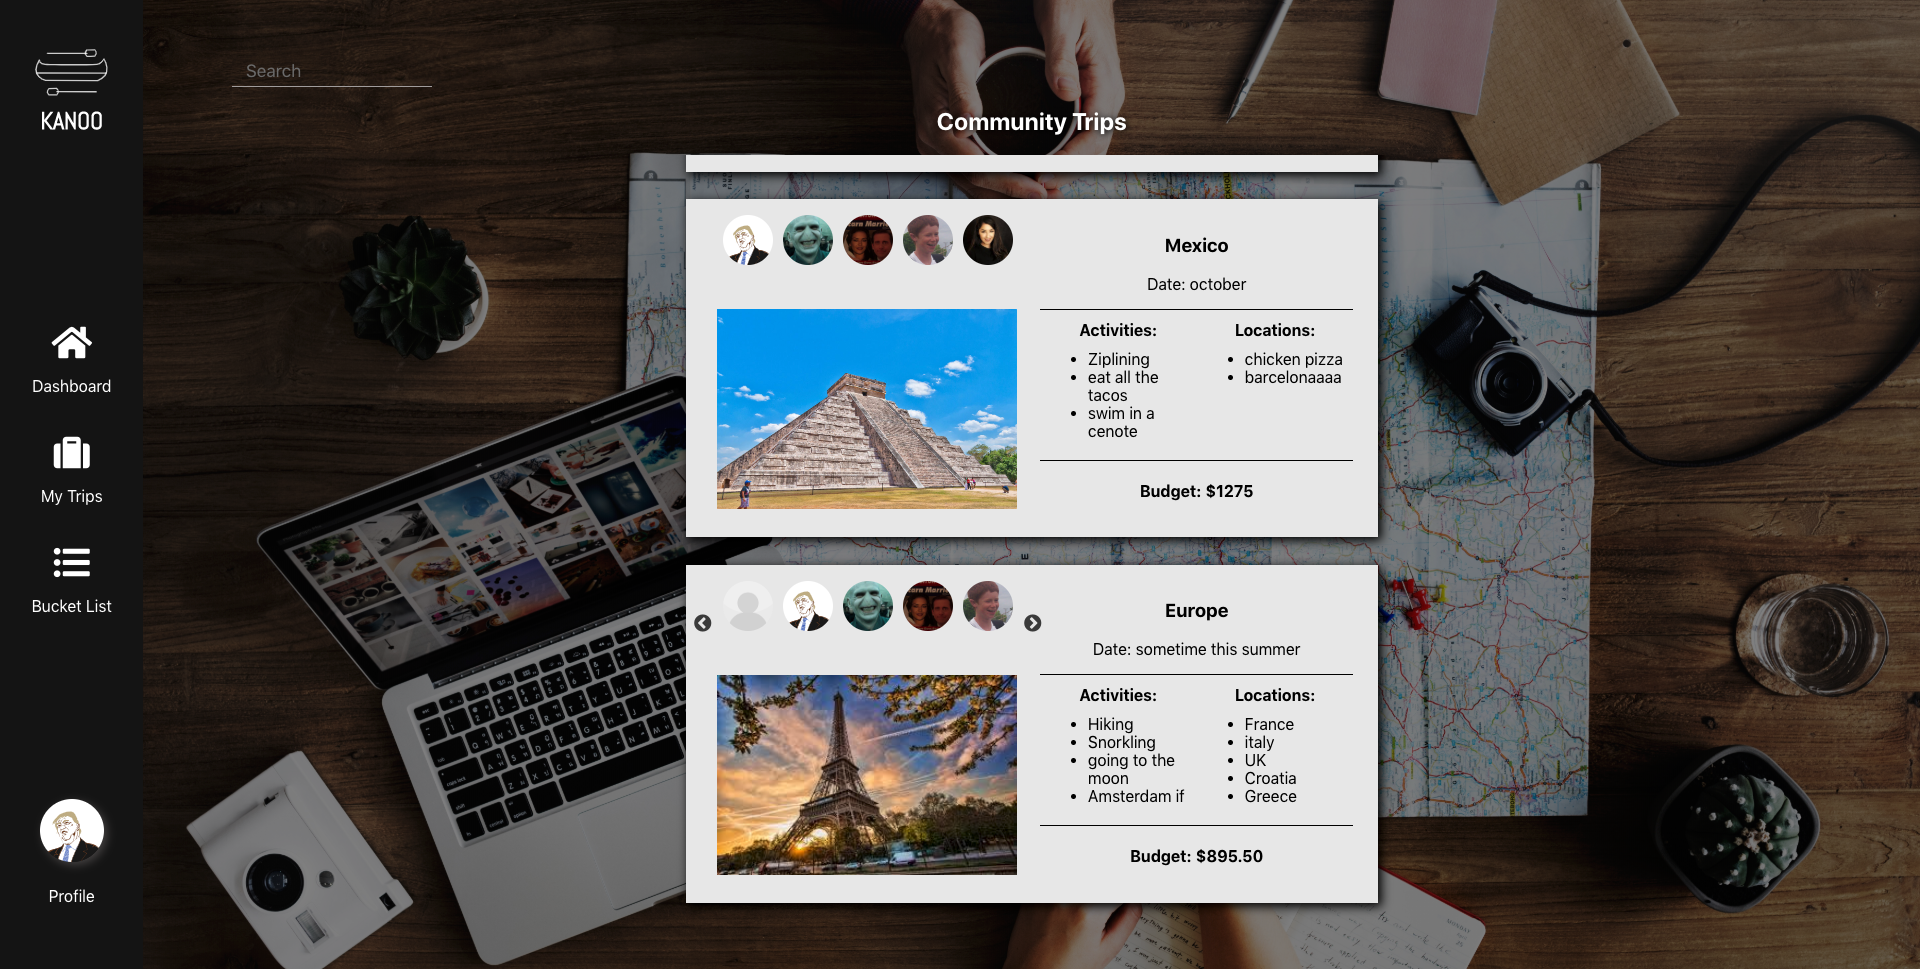 KANOO
Search
Community Trips
Dashboard
My Trips
Bucket List
Profile
Mexico
Date: october
Activities:
Ziplining
eat all the
tacos
swim in a
cenote
Locations:
chicken pizza
barcelonaaaa
Budget: $1275
Europe
Date: sometime this summer
Activities:
Hiking
Snorkling
going to the
moon
Amsterdam if
Locations:
France
italy
UK
Croatia
Greece
Budget: $895.50